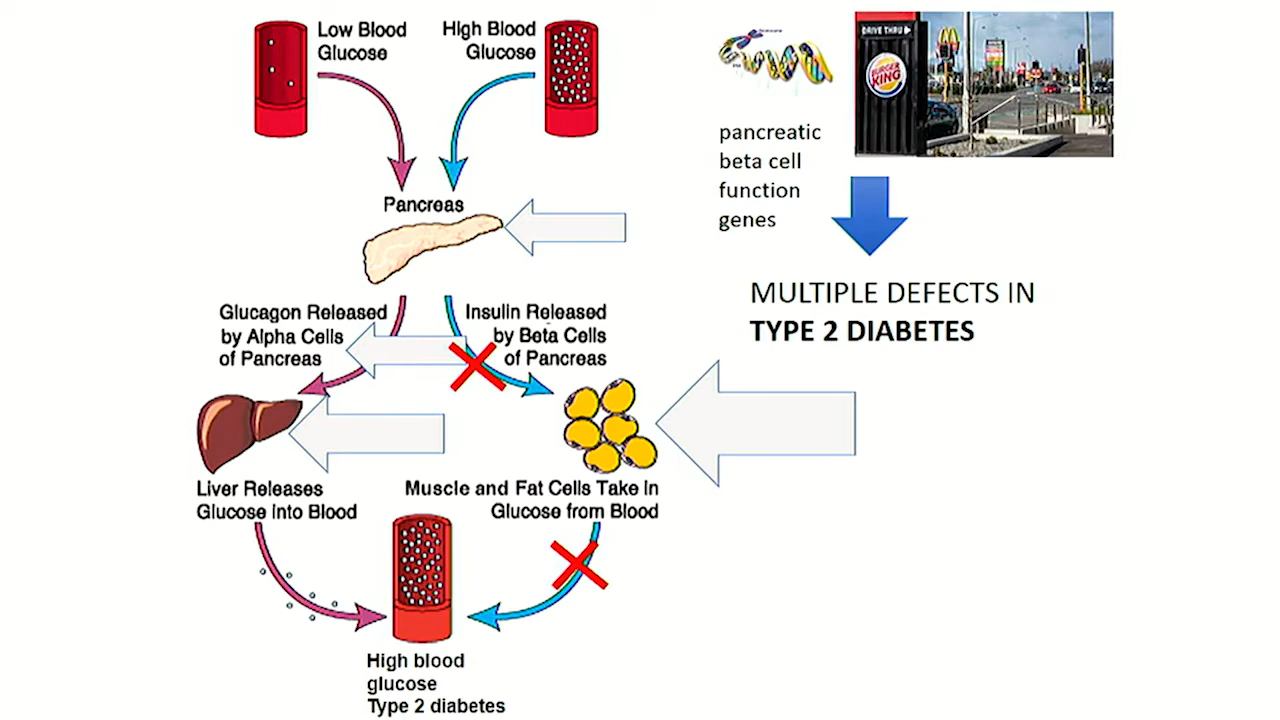 Low Blood
Glucose
High Blood
Glucose
Pancreas
Glucagon Released
by Alpha Cells
of Pancreas
Insulin Released
by Beta Cells
of Pancreas
Liver Releases
Glucose into Blood
Muscle and Fat Cells Take in
Glucose from Blood
High blood
glucose
Type 2 diabetes
pancreatic
beta cell
function
genes
DRIVE THRU
BURGER
KING
MULTIPLE DEFECTS IN
TYPE 2 DIABETES